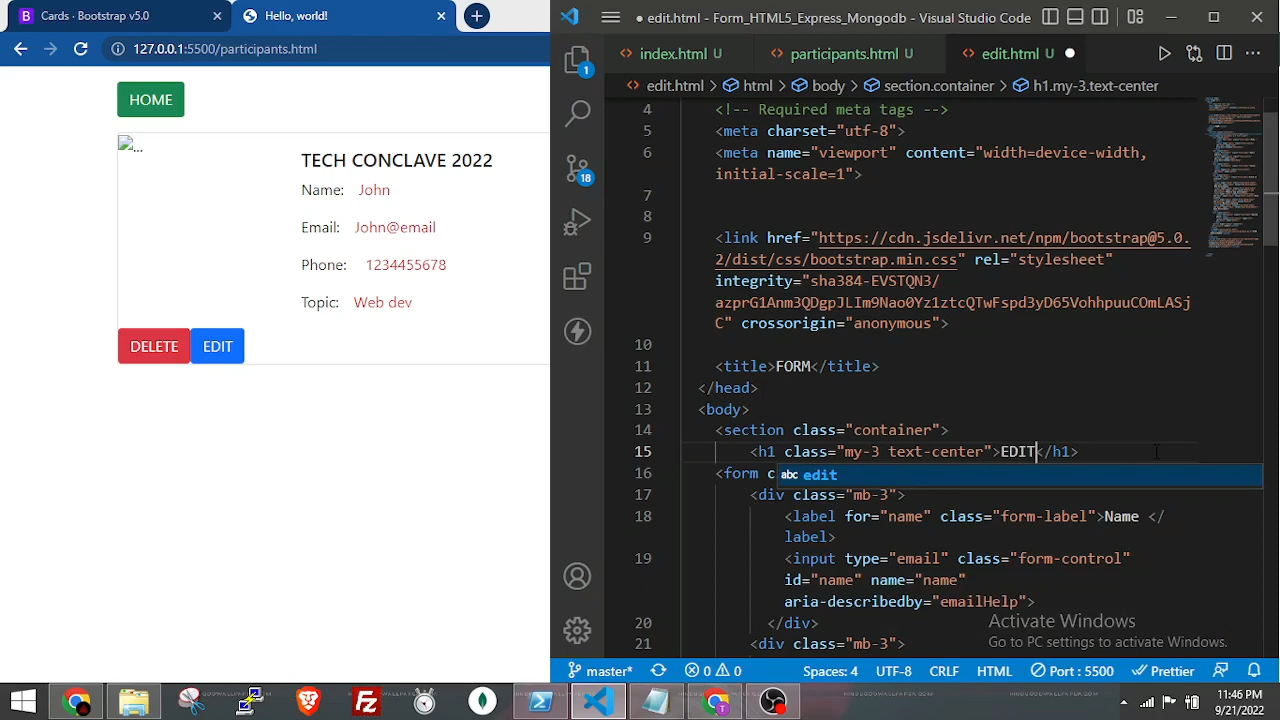 Cards · Bootstrap v5.0
Hello, world!
127.0.0.1:5500/participants.html
HOME
...
TECH CONCLAVE 2022
Name: John
Email: John@email
Phone: 1234455678
Topic: Web dev
DELETE
EDIT
● edit.html - Form_HTML5_Express_Mongodb - Visual Studio Code
index.html U
participants.html U
edit.html U
edit.html > html > body > section.container > h1.my-3.text-center
4 <!-- Required meta tags -->
5 <meta charset="utf-8">
6 <meta name="viewport" content="width=device-width,
initial-scale=1">
7
8
9 <link href="https://cdn.jsdelivr.net/npm/bootstrap@5.0.
2/dist/css/bootstrap.min.css" rel="stylesheet"
integrity="sha384-EVSTQN3/
azprG1Anm3QDgpJLIm9Nao0Yz1ztcQTwFspd3yD65VohhpuuCOmLASj
C" crossorigin="anonymous">
10
11 <title>FORM</title>
12 </head>
13 <body>
14 <section class="container">
15 <h1 class="my-3 text-center">EDIT</h1>
16 <form c
abc edit
17 <div class="mb-3">
18 <label for="name" class="form-label">Name </
label>
19 <input type="email" class="form-control"
id="name" name="name"
aria-describedby="emailHelp">
20 </div>
21 <div class="mb-3">
1
18
Activate Windows
Go to PC settings to activate Windows.
master*
0 0
Spaces: 4
UTF-8
CRLF
HTML
Port : 5500
Prettier
11:46 PM
9/21/2022